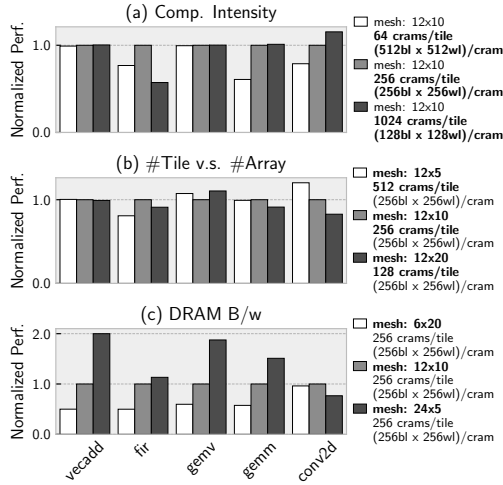 (a) Comp. Intensity
Normalized Perf.
1.0
0.0
mesh: 12x10
64 crams/tile
(512bl x 512wl)/cram
mesh: 12x10
256 crams/tile
(256bl x 256wl)/cram
mesh: 12x10
1024 crams/tile
(128bl x 128wl)/cram
(b) #Tile v.s. #Array
Normalized Perf.
1.0
0.0
mesh: 12x5
512 crams/tile
(256bl x 256wl)/cram
mesh: 12x10
256 crams/tile
(256bl x 256wl)/cram
mesh: 12x20
128 crams/tile
(256bl x 256wl)/cram
(c) DRAM B/w
Normalized Perf.
2.0
1.0
0.0
mesh: 6x20
256 crams/tile
(256bl x 256wl)/cram
mesh: 12x10
256 crams/tile
(256bl x 256wl)/cram
mesh: 24x5
256 crams/tile
(256bl x 256wl)/cram
vecadd
fir
gemv
gemm
conv2d